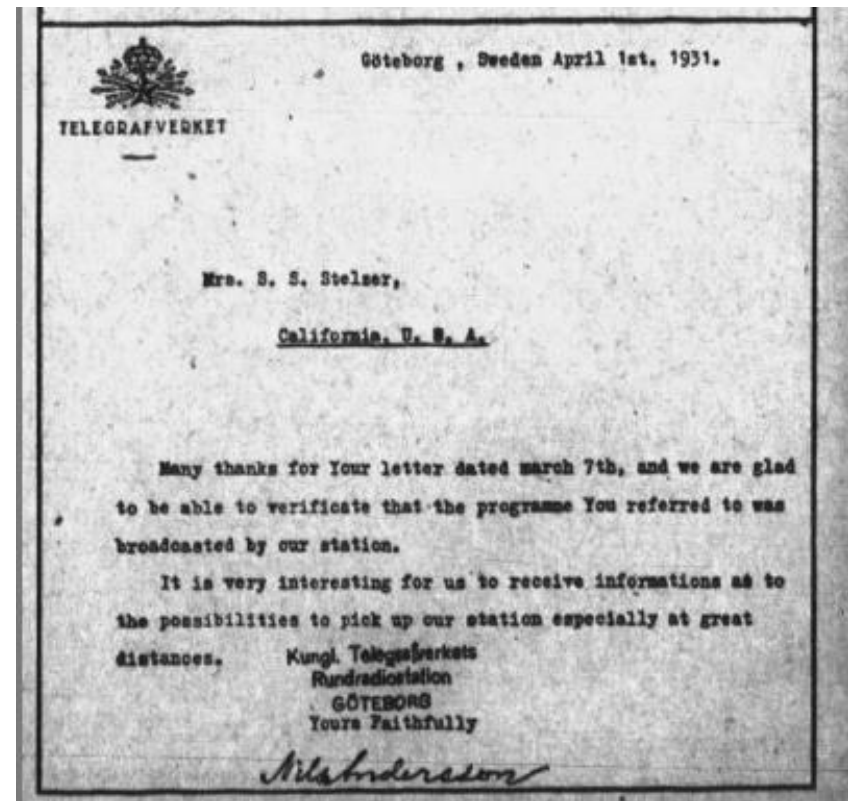 Göteborg , Sweden April 1st. 1931.
TELEGRAFVERKET
Mrs. S. S. Stelzer,
California, U. S. A.
Many thanks for Your letter dated march 7th, and we are glad
to be able to verificate that the programme You referred to was
broadcasted by our station.
It is very interesting for us to receive informations as to
the possibilities to pick up our station especially at great
distances.
Kungl. Telegrafverkets
Rundradiostation
GÖTEBORG
Yours Faithfully
Nils Andersson